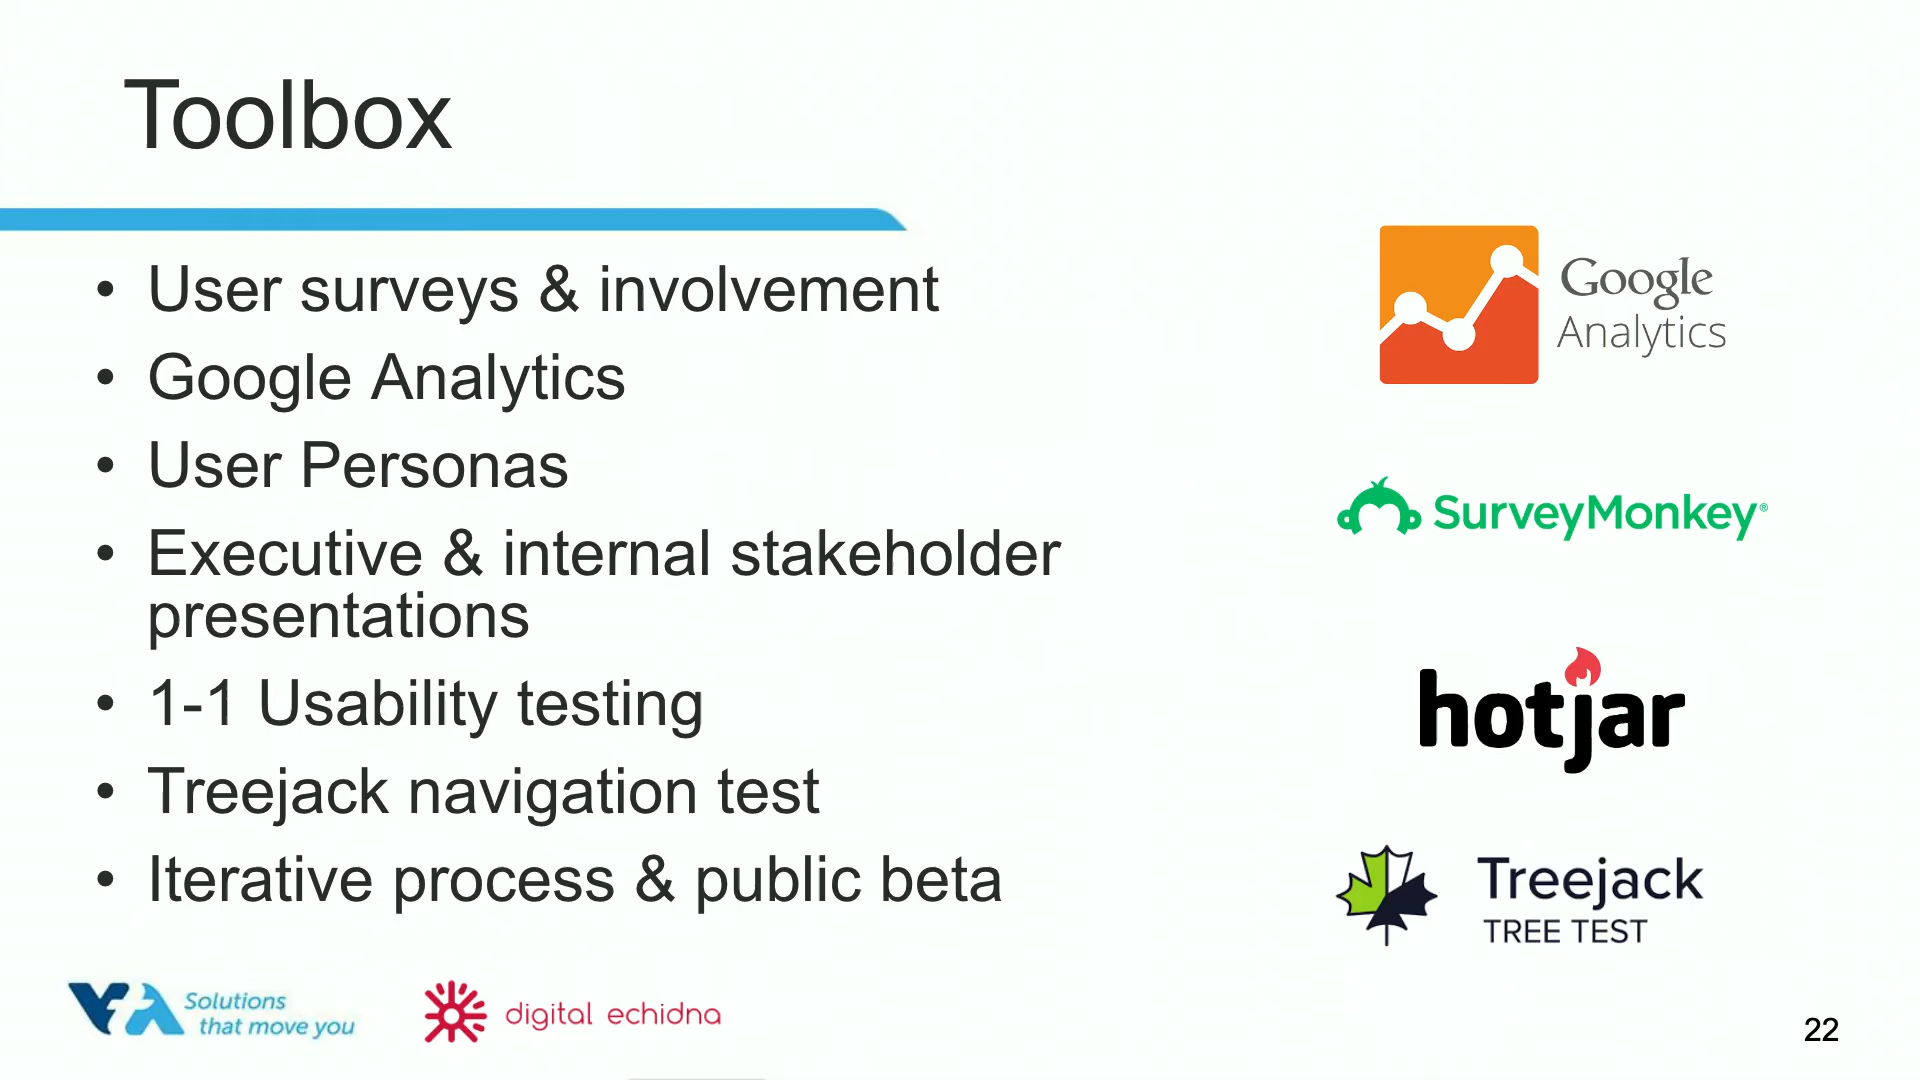 Toolbox
• User surveys & involvement
• Google Analytics
• User Personas
• Executive & internal stakeholder
presentations
• 1-1 Usability testing
• Treejack navigation test
• Iterative process & public beta
Google
Analytics
SurveyMonkey®
hotjar
Treejack
TREE TEST
Solutions
that move you
digital echidna
22